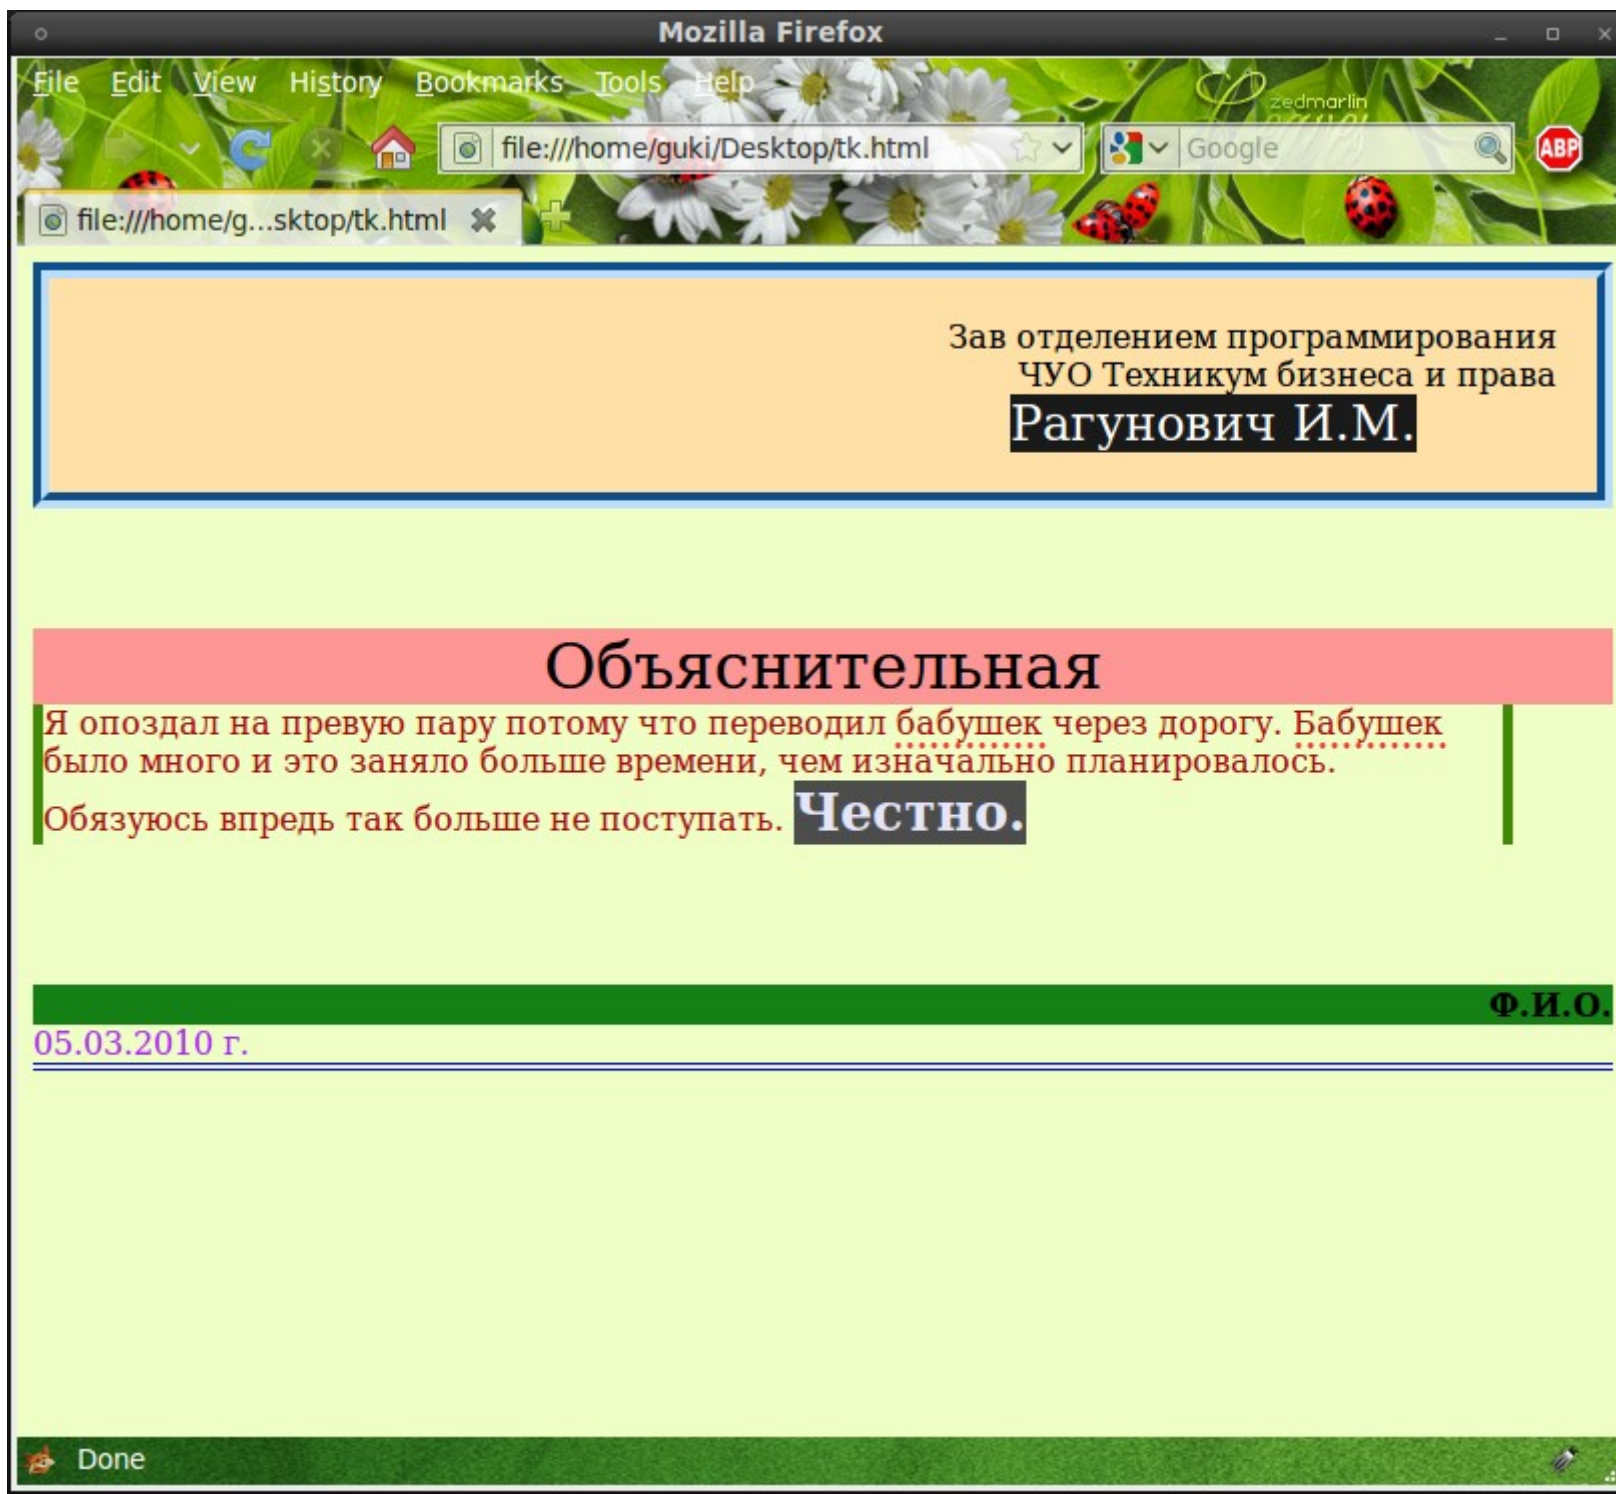 Mozilla Firefox
File Edit View History Bookmarks Tools Help
zedmarlin
file:///home/guki/Desktop/tk.html
Google
ABP
file:///home/g...sktop/tk.html
Зав отделением программирования
ЧУО Техникум бизнеса и права
Рагунович И.М.
Объяснительная
Я опоздал на превую пару потому что переводил бабушек через дорогу. Бабушек
было много и это заняло больше времени, чем изначально планировалось.
Обязуюсь впредь так больше не поступать. Честно.
Ф.И.О.
05.03.2010 г.
Done